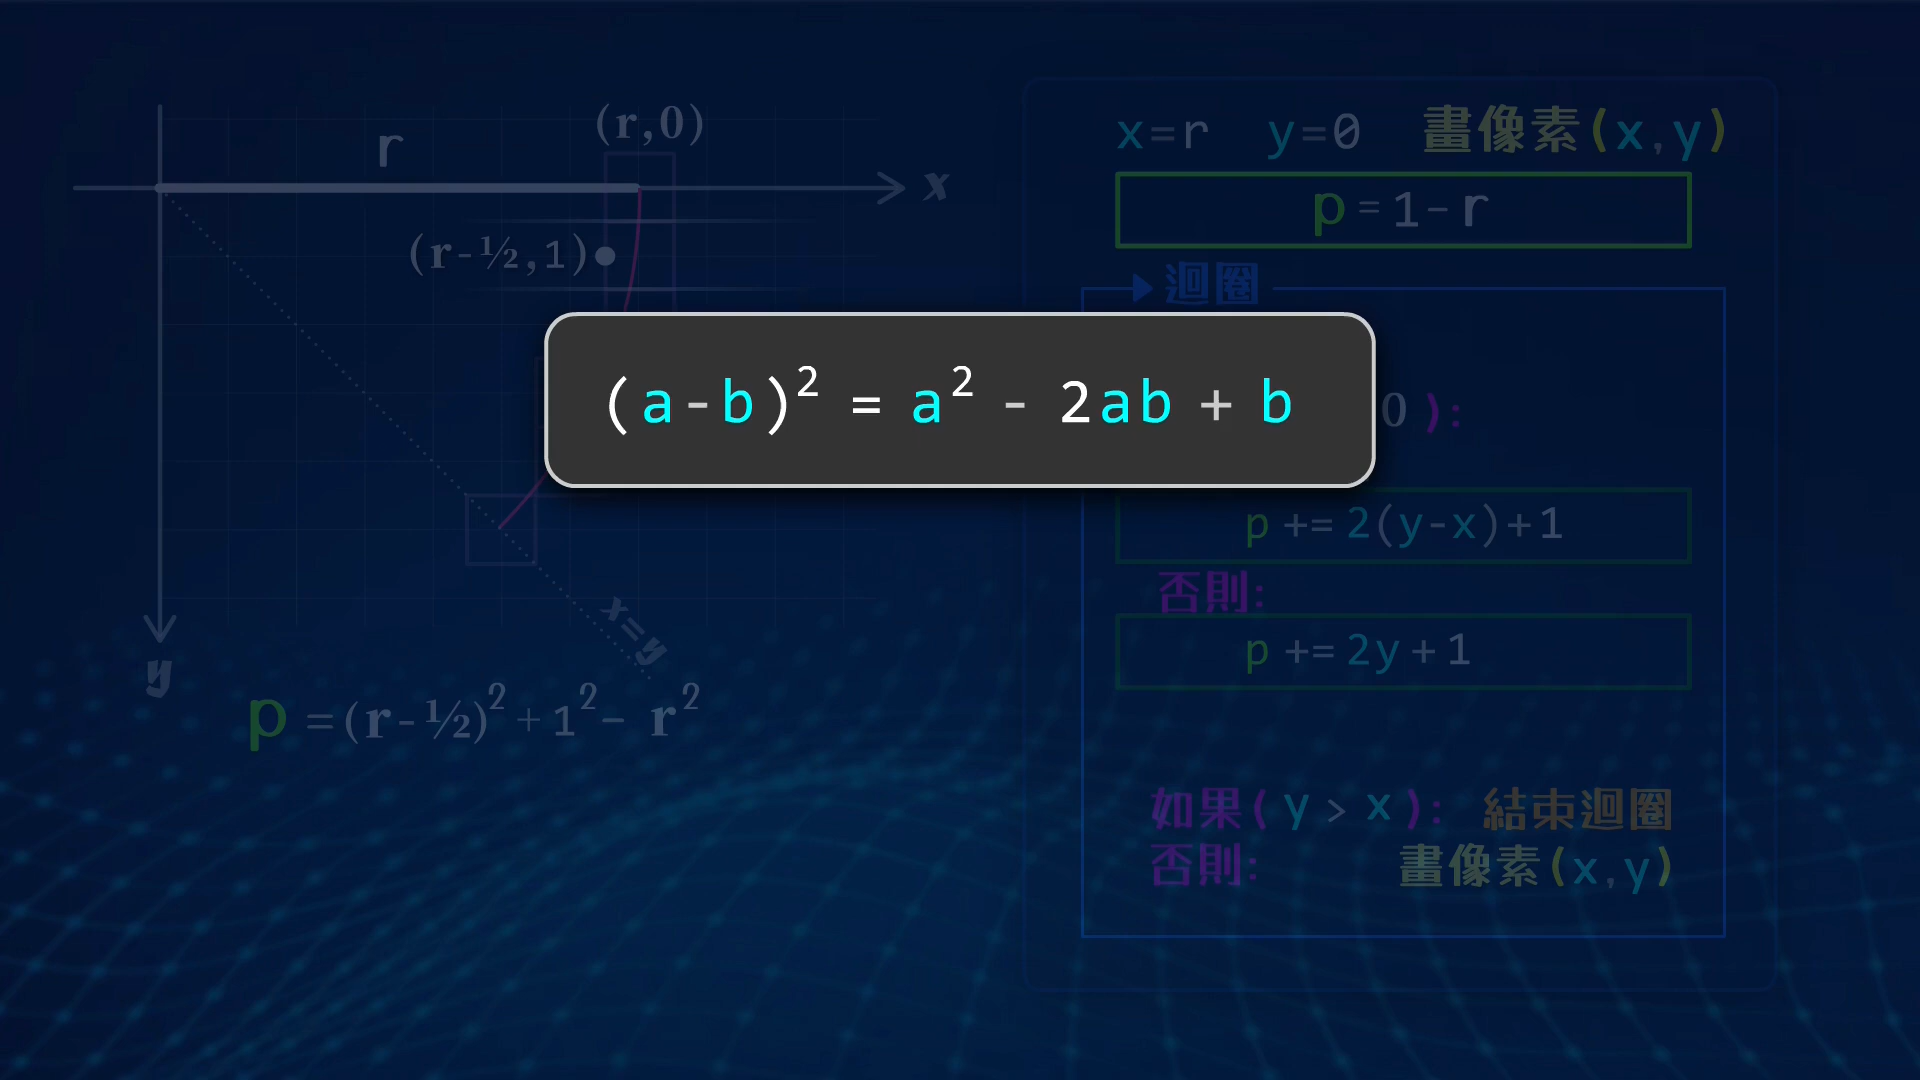 r
(r,0)
x
(r-½,1)
x=y
y
p =(r-½)²+1²- r²
(a-b)² = a² - 2ab + b
x=r y=0 畫像素(x,y)
p=1-r
迴圈
0 ):
p += 2(y-x)+1
否則:
p += 2y+1
如果( y > x ): 結束迴圈
否則: 畫像素(x,y)